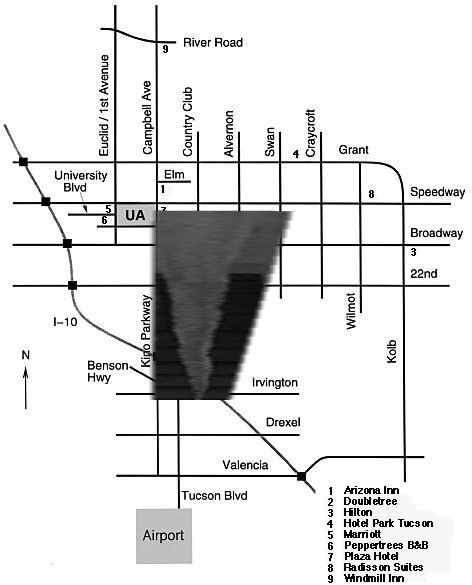 9
River Road
Euclid / 1st Avenue
Campbell Ave
Country Club
Alvernon
Swan
Craycroft
4
Grant
Elm
1
University
Blvd
8
Speedway
5
UA
7
6
Broadway
3
22nd
I-10
Kino Parkway
Wilmot
Kolb
N
Benson
Hwy
Irvington
Drexel
Valencia
Tucson Blvd
Airport
1 Arizona Inn
2 Doubletree
3 Hilton
4 Hotel Park Tucson
5 Marriott
6 Peppertrees B&B
7 Plaza Hotel
8 Radisson Suites
9 Windmill Inn